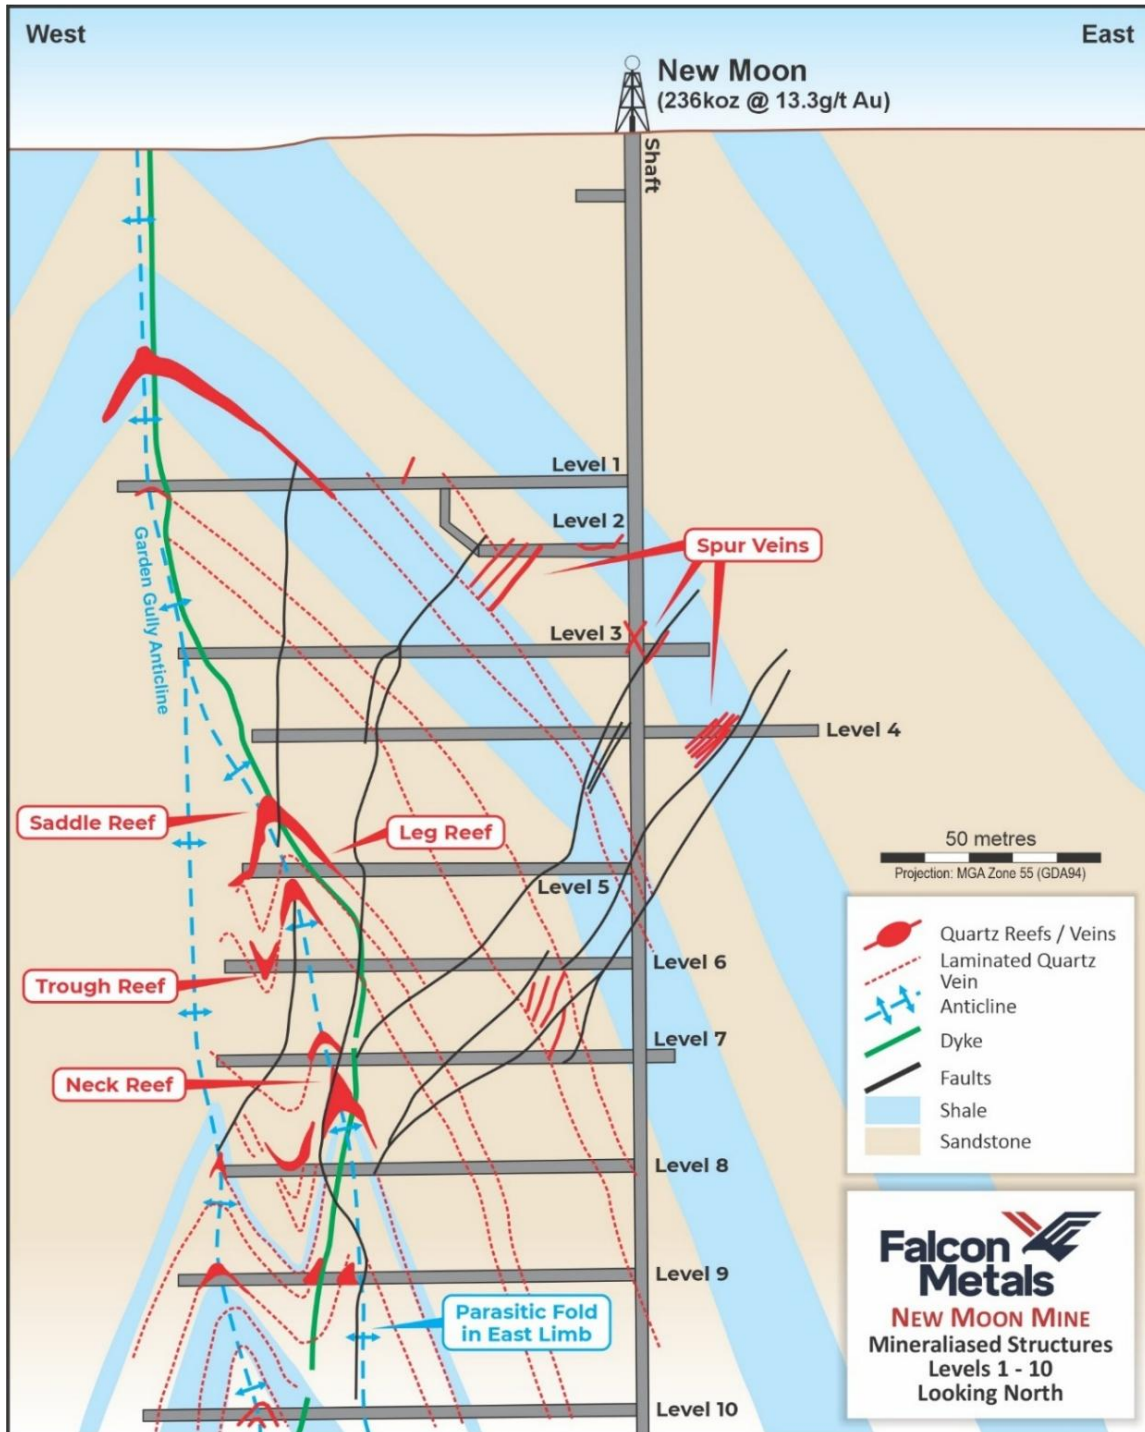 West
East
New Moon
(236koz @ 13.3g/t Au)
Shaft
Level 1
Level 2
Spur Veins
Level 3
Garden Gully Anticline
Level 4
Saddle Reef
Leg Reef
50 metres
Projection: MGA Zone 55 (GDA94)
Level 5
Level 6
Trough Reef
Level 7
Neck Reef
Level 8
Level 9
Parasitic Fold
in East Limb
Level 10
Quartz Reefs / Veins
Laminated Quartz
Vein
Anticline
Dyke
Faults
Shale
Sandstone
Falcon
Metals
NEW MOON MINE
Mineraliased Structures
Levels 1 - 10
Looking North